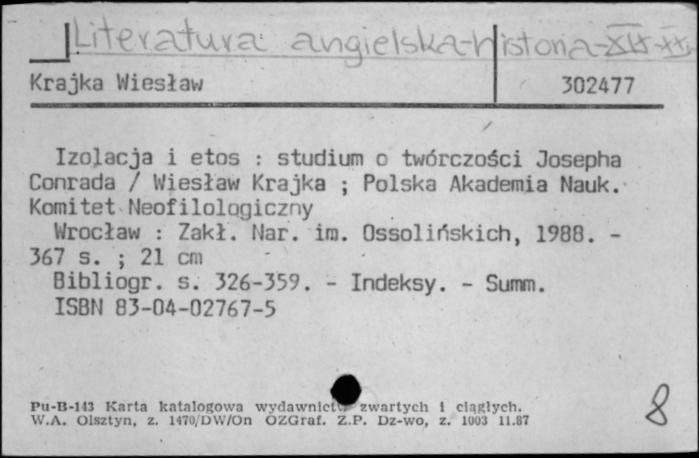 Literatura angielska-historia-XIX-XX
Krajka Wiesław 302477
Izolacja i etos : studium o twórczości Josepha
Conrada / Wiesław Krajka ; Polska Akademia Nauk.
Komitet Neofilologiczny
Wrocław : Zakł. Nar. im. Ossolińskich, 1988. -
367 s. ; 21 cm
Bibliogr. s. 326-359. - Indeksy. - Summ.
ISBN 83-04-02767-5
Pu-B-143 Karta katalogowa wydawnictw zwartych i ciągłych.
W.A. Olsztyn, z. 1470/DW/On OZGraf. Z.P. Dz-wo, z. 1003 11.87
8